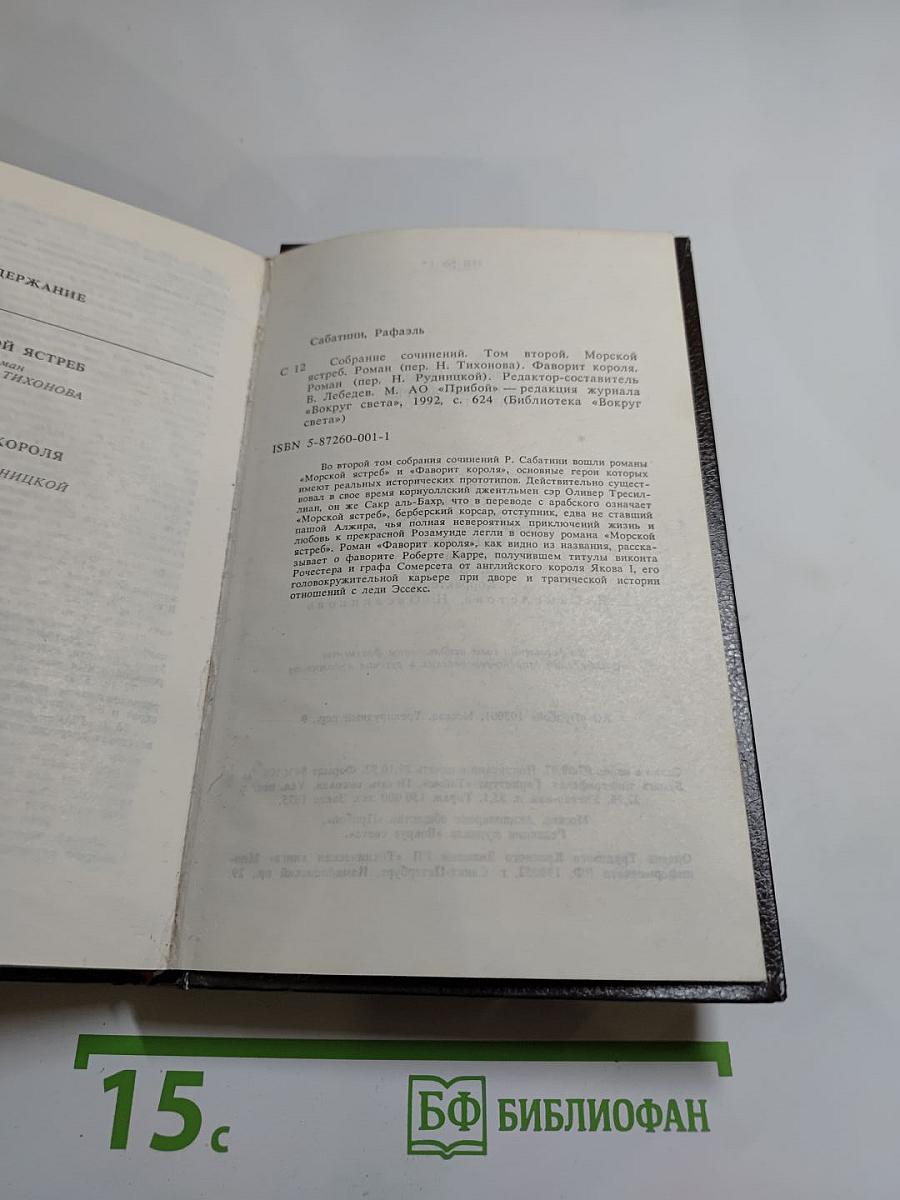 ДЕРЖАНИЕ
ОЙ ЯСТРЕБ
ман
ТИХОНОВА
КОРОЛЯ
НИЦКОЙ
Сабатини, Рафаэль
С 12 Собрание сочинений. Том второй. Морской
ястреб. Роман (пер. Н. Тихонова). Фаворит короля.
Роман (пер. Н. Рудницкой). Редактор-составитель
В. Лебедев. М. АО «Прибой» — редакция журнала
«Вокруг света», 1992, с. 624 (Библиотека «Вокруг
света»)
ISBN 5-87260-001-1
Во второй том собрания сочинений Р. Сабатини вошли романы
«Морской ястреб» и «Фаворит короля», основные герои которых
имеют реальных исторических прототипов. Действительно сущест-
вовал в свое время корнуоллский джентльмен сэр Оливер Тресил-
лиан, он же Сакр аль-Бахр, что в переводе с арабского означает
«Морской ястреб», берберский корсар, отступник, едва не ставший
пашой Алжира, чья полная невероятных приключений жизнь и
любовь к прекрасной Розамунде легли в основу романа «Морской
ястреб». Роман «Фаворит короля», как видно из названия, расска-
зывает о фаворите Роберте Карре, получившем титулы виконта
Рочестера и графа Сомерсета от английского короля Якова I, его
головокружительной карьере при дворе и трагической истории
отношений с леди Эссекс.
15 с
БФ БИБЛИОФАН